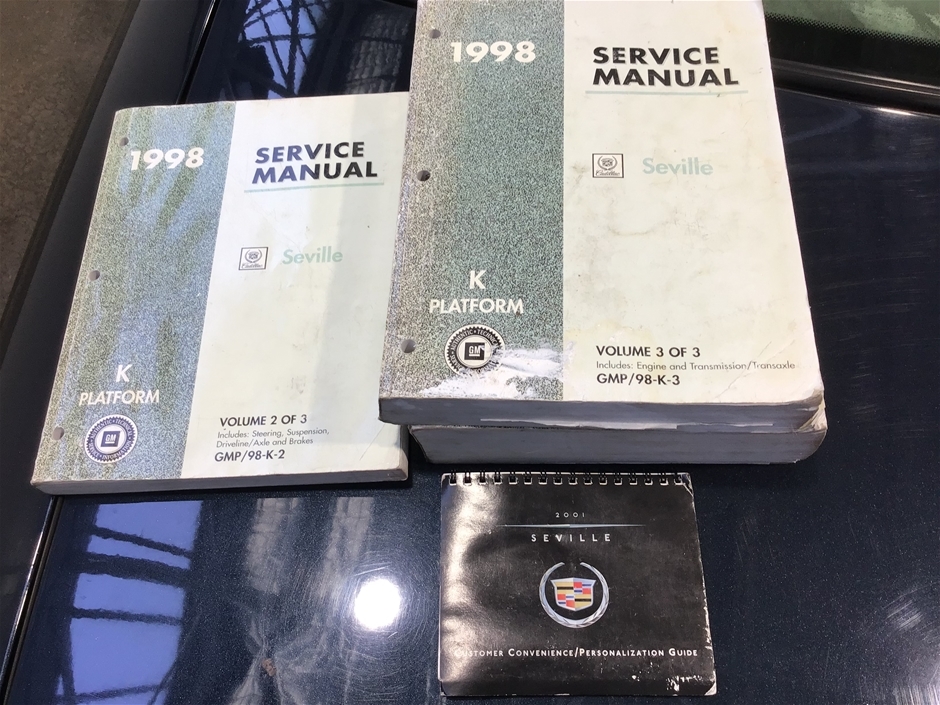 1998
SERVICE
MANUAL
Cadillac
Seville
K
PLATFORM
GM
VOLUME 2 OF 3
Includes: Steering, Suspension,
Driveline/Axle and Brakes
GMP/98-K-2
1998
SERVICE
MANUAL
Cadillac
Seville
K
PLATFORM
GM
VOLUME 3 OF 3
Includes: Engine and Transmission/Transaxle
GMP/98-K-3
2001
SEVILLE
CUSTOMER CONVENIENCE/PERSONALIZATION GUIDE